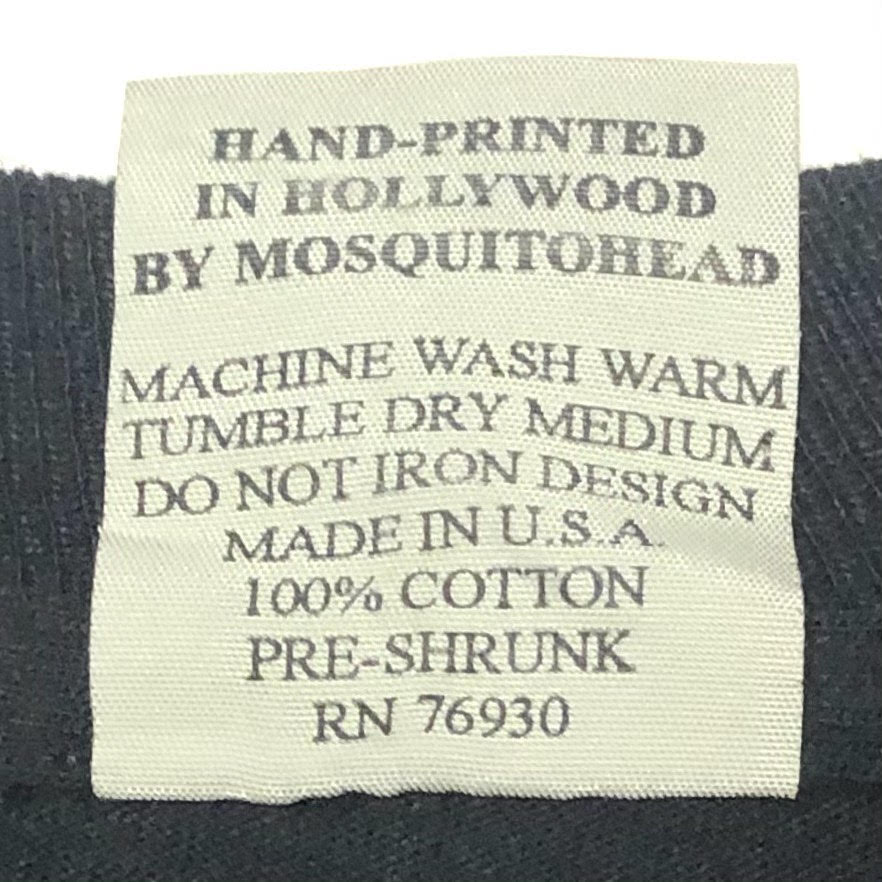 HAND-PRINTED
IN HOLLYWOOD
BY MOSQUITOHEAD
MACHINE WASH WARM
TUMBLE DRY MEDIUM
DO NOT IRON DESIGN
MADE IN U.S.A.
100% COTTON
PRE-SHRUNK
RN 76930